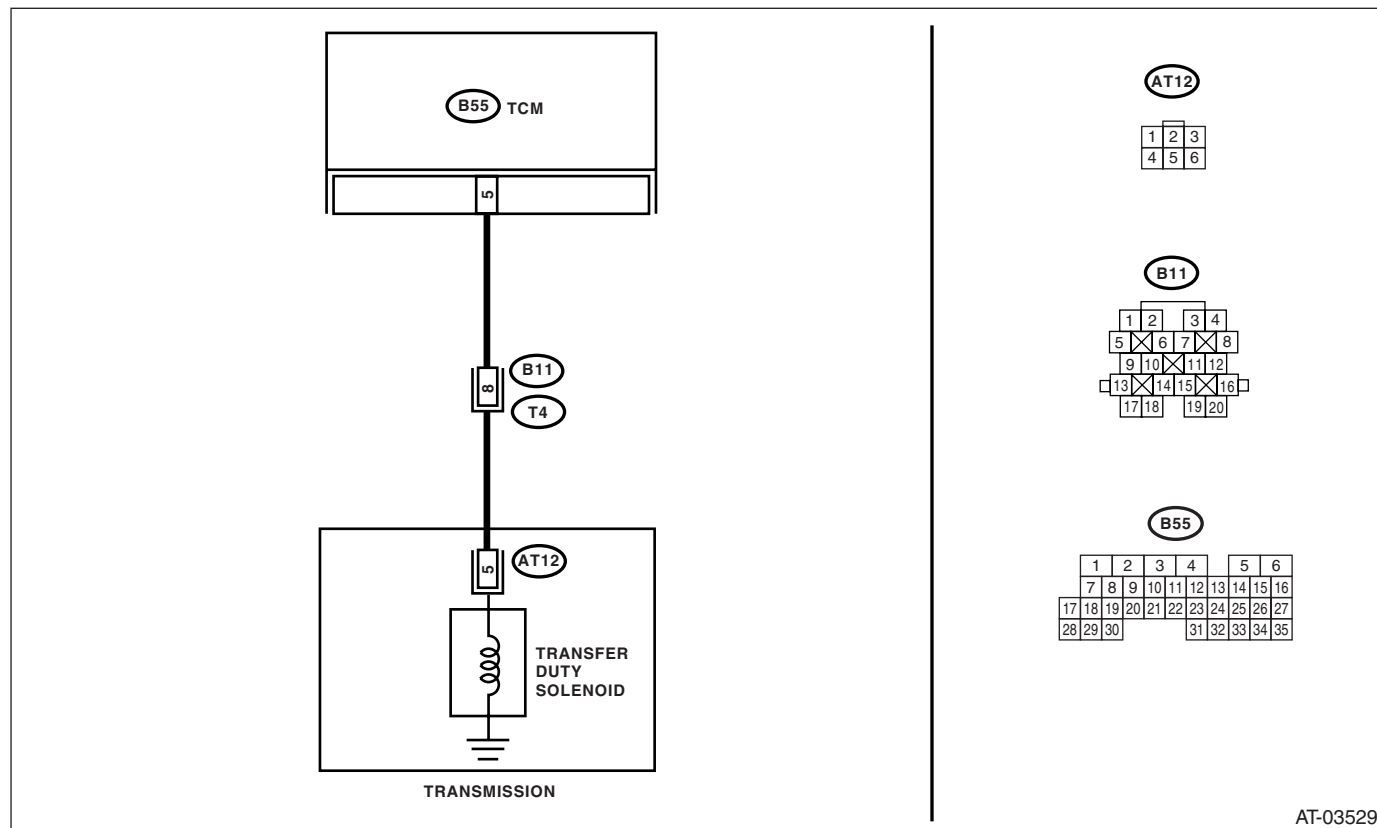 B55 TCM
5
8
B11
T4
5
AT12
TRANSFER
DUTY
SOLENOID
TRANSMISSION
AT12
1 2 3
4 5 6
B11
1 2 3 4
5 6 7 8
9 10 11 12
13 14 15 16
17 18 19 20
B55
1 2 3 4 5 6
7 8 9 10 11 12 13 14 15 16
17 18 19 20 21 22 23 24 25 26 27
28 29 30 31 32 33 34 35
AT-03529